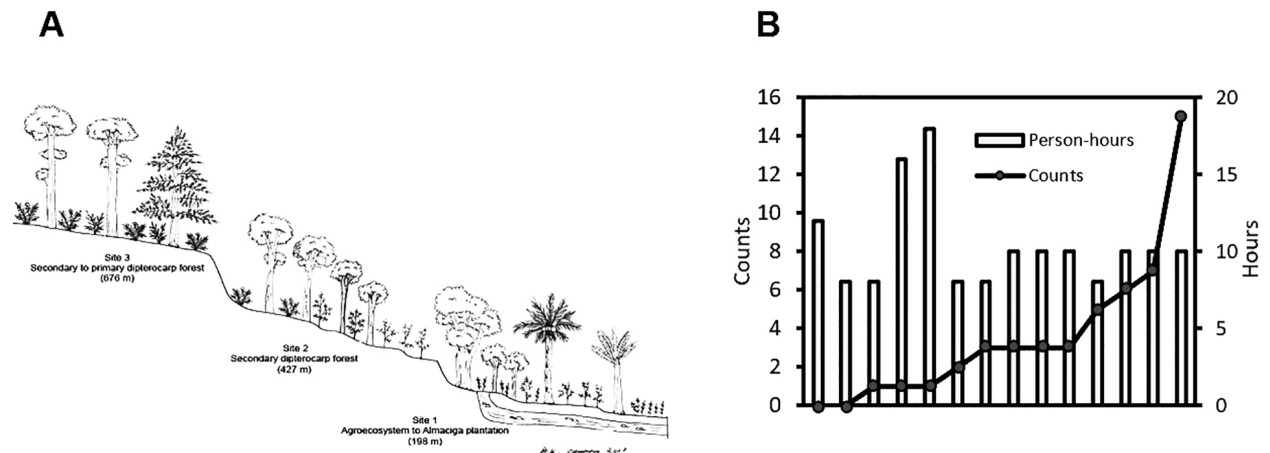 A
Site 3
Secondary to primary dipterocarp forest
(676 m)
Site 2
Secondary dipterocarp forest
(427 m)
Site 1
Agroecosystem to Almaciga plantation
(198 m)
B
16
14
12
10
8
6
4
2
0
Counts
Person-hours
Counts
20
15
10
5
0
Hours